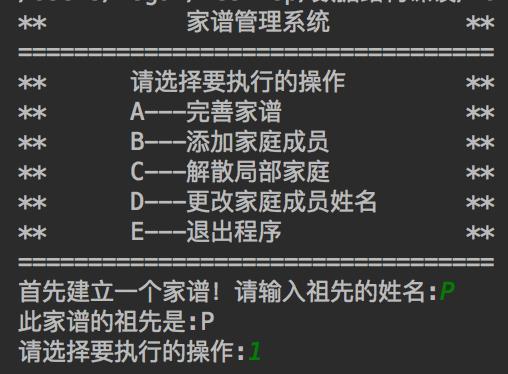 **          家谱管理系统          **
==================================
**      请选择要执行的操作        **
**      A———完善家谱             **
**      B———添加家庭成员         **
**      C———解散局部家庭         **
**      D———更改家庭成员姓名     **
**      E———退出程序             **
==================================
首先建立一个家谱！请输入祖先的姓名:P
此家谱的祖先是:P
请选择要执行的操作:1